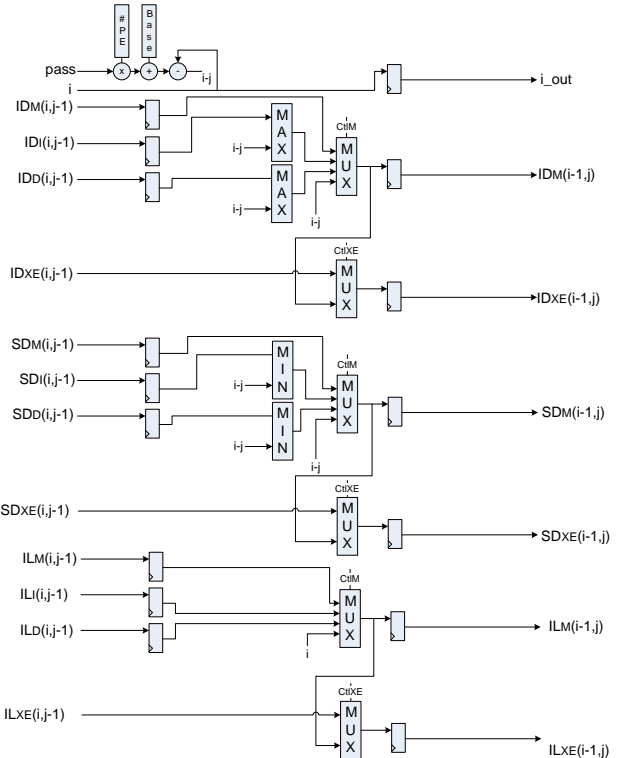 #PE
Base
pass
x
+
-
i-j
i
i_out
IDM(i,j-1)
IDI(i,j-1)
IDD(i,j-1)
MAX
i-j
MAX
i-j
CtlM
MUX
i-j
IDM(i-1,j)
CtlXE
IDXE(i,j-1)
MUX
IDXE(i-1,j)
SDM(i,j-1)
SDI(i,j-1)
SDD(i,j-1)
MIN
i-j
MIN
i-j
CtlM
MUX
i-j
SDM(i-1,j)
CtlXE
SDXE(i,j-1)
MUX
SDXE(i-1,j)
ILM(i,j-1)
ILI(i,j-1)
ILD(i,j-1)
CtlM
MUX
i
ILM(i-1,j)
CtlXE
ILXE(i,j-1)
MUX
ILXE(i-1,j)